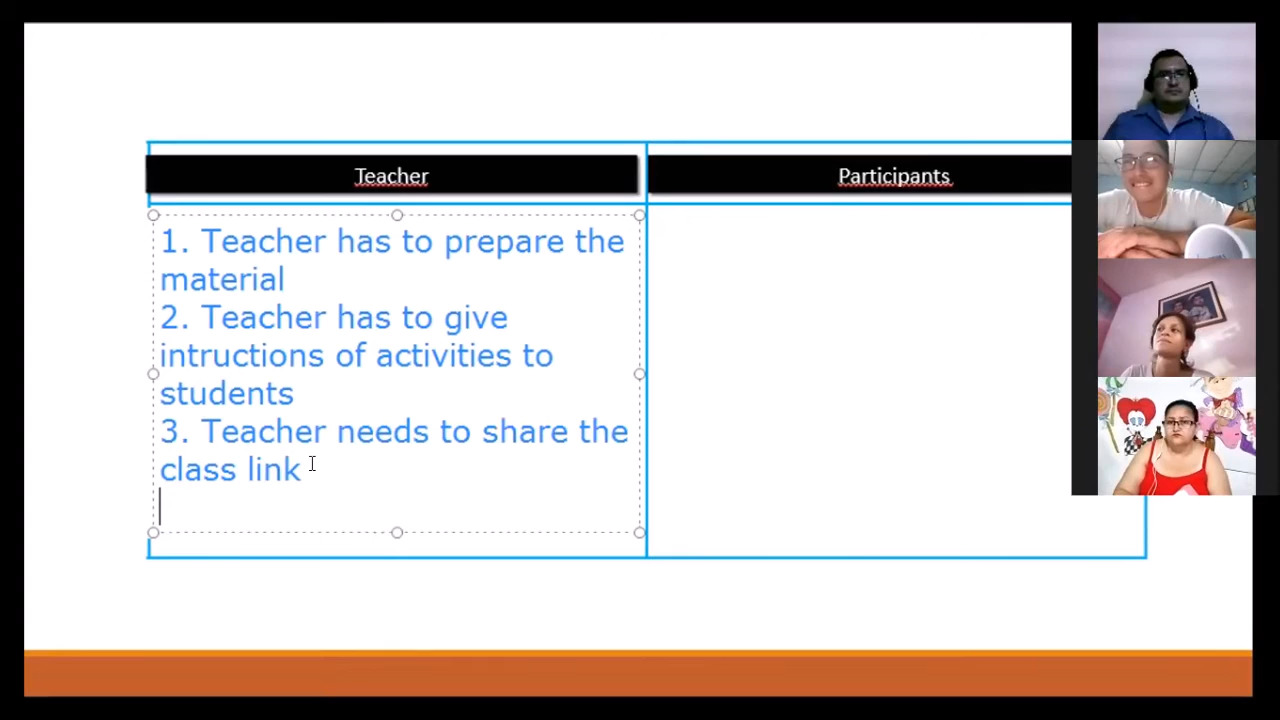 Teacher
Participants
1. Teacher has to prepare the
material
2. Teacher has to give
intructions of activities to
students
3. Teacher needs to share the
class link